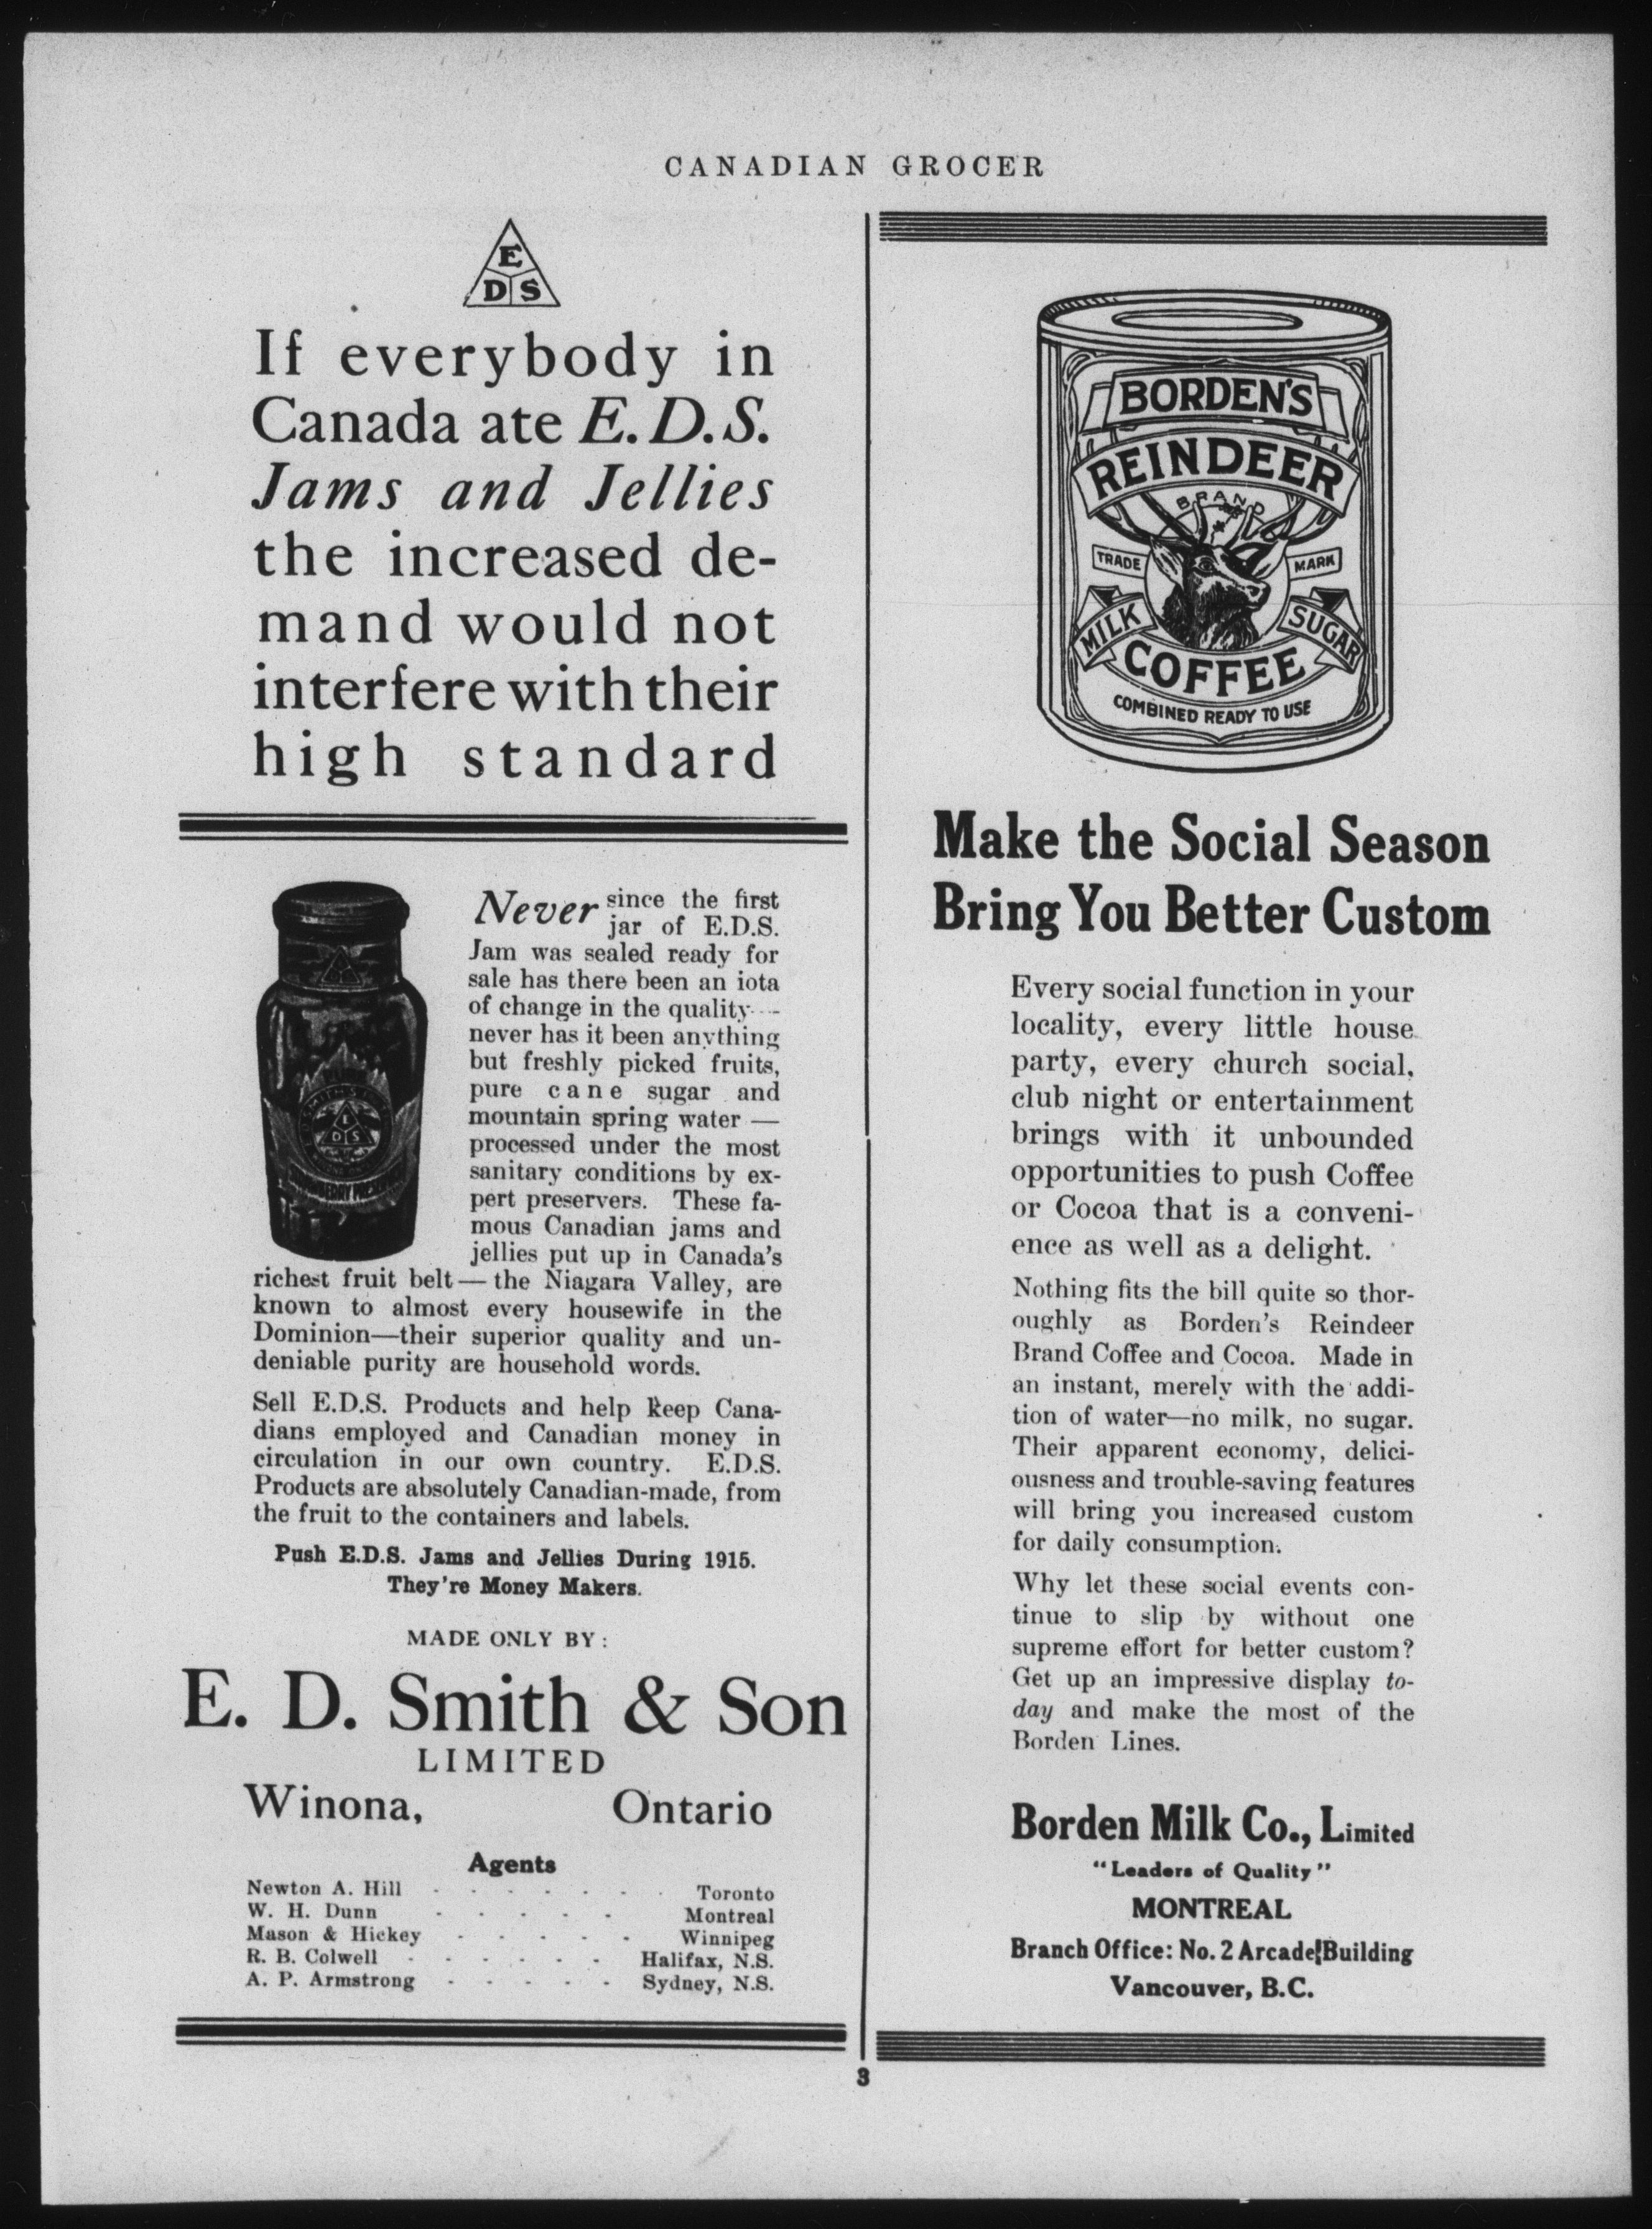 CANADIAN GROCER
E
D S
If everybody in
Canada ate E.D.S.
Jams and Jellies
the increased de-
mand would not
interfere with their
high standard
Never since the first
jar of E.D.S.
Jam was sealed ready for
sale has there been an iota
of change in the quality—
never has it been anything
but freshly picked fruits,
pure cane sugar and
mountain spring water —
processed under the most
sanitary conditions by ex-
pert preservers. These fa-
mous Canadian jams and
jellies put up in Canada's
richest fruit belt — the Niagara Valley, are
known to almost every housewife in the
Dominion—their superior quality and un-
deniable purity are household words.
Sell E.D.S. Products and help keep Cana-
dians employed and Canadian money in
circulation in our own country. E.D.S.
Products are absolutely Canadian-made, from
the fruit to the containers and labels.
Push E.D.S. Jams and Jellies During 1915.
They're Money Makers.
MADE ONLY BY:
E. D. Smith & Son
LIMITED
Winona, Ontario
Agents
Newton A. Hill - - - - - - - Toronto
W. H. Dunn - - - - - Montreal
Mason & Hickey - - - - - Winnipeg
R. B. Colwell - - - - - - Halifax, N.S.
A. P. Armstrong - - - - - Sydney, N.S.
BORDEN'S
REINDEER
BRAND
TRADE MARK
MILK SUGAR
COFFEE
COMBINED READY TO USE
Make the Social Season
Bring You Better Custom
Every social function in your
locality, every little house
party, every church social,
club night or entertainment
brings with it unbounded
opportunities to push Coffee
or Cocoa that is a conveni-
ence as well as a delight.
Nothing fits the bill quite so thor-
oughly as Borden's Reindeer
Brand Coffee and Cocoa. Made in
an instant, merely with the addi-
tion of water—no milk, no sugar.
Their apparent economy, delici-
ousness and trouble-saving features
will bring you increased custom
for daily consumption.
Why let these social events con-
tinue to slip by without one
supreme effort for better custom?
Get up an impressive display to-
day and make the most of the
Borden Lines.
Borden Milk Co., Limited
"Leaders of Quality"
MONTREAL
Branch Office: No. 2 Arcade Building
Vancouver, B.C.
3